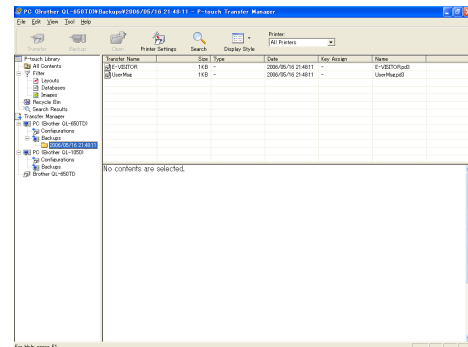 PC (Brother QL-650TD)¥Backups¥2006/05/16 21:48:11 - P-touch Transfer Manager
File Edit View Tool Help
Transfer Backup Open Printer Settings Search Display Style Printer: All Printers
P-touch Library
All Contents
Filter
Layouts
Databases
Images
Recycle Bin
Search Results
Transfer Manager
PC (Brother QL-650TD)
Configurations
Backups
2006/05/16 21:48:11
PC (Brother QL-1050)
Configurations
Backups
Brother QL-650TD
Transfer Name Size Type Date Key Assign Name
E-VISITOR 1KB - 2006/05/16 21:48:11 - E-VISITOR.pd3
UserMap 1KB - 2006/05/16 21:48:11 - UserMap.pd3
No contents are selected.
For Help, press F1